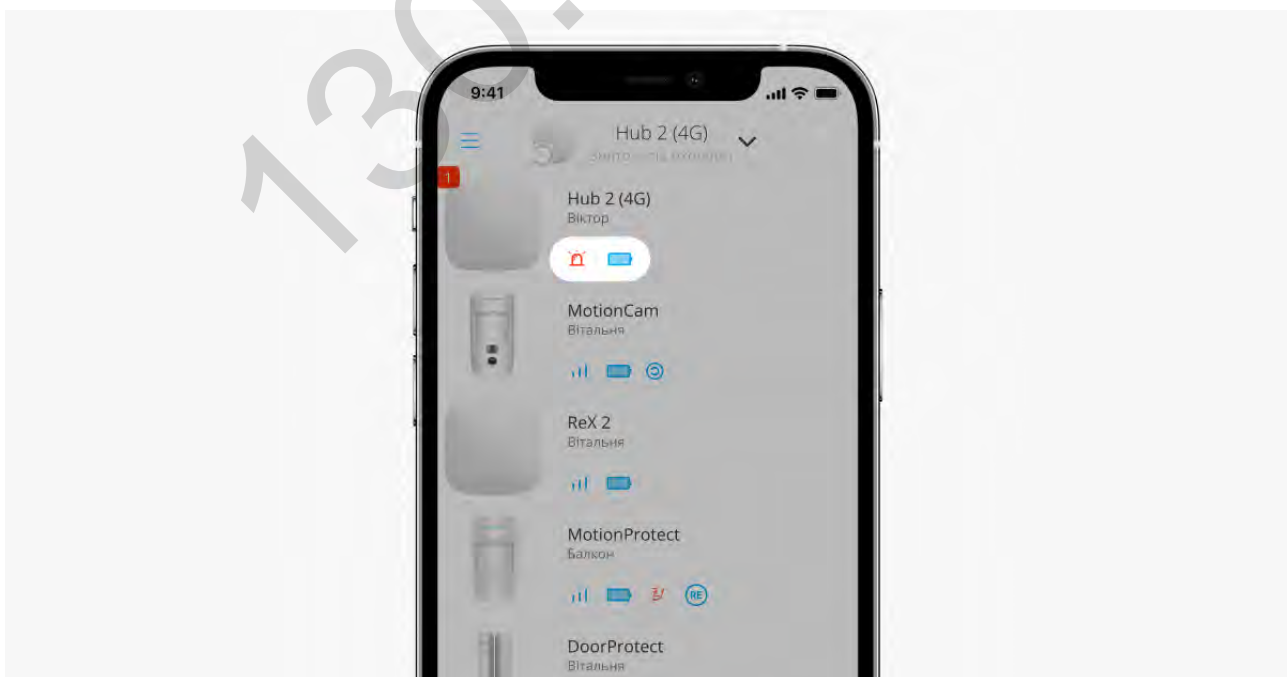 130.
9:41
Hub 2 (4G)
1
Hub 2 (4G)
Віктор
MotionCam
Вітальня
ReX 2
Вітальня
MotionProtect
Балкон
RE
DoorProtect
Вітальня